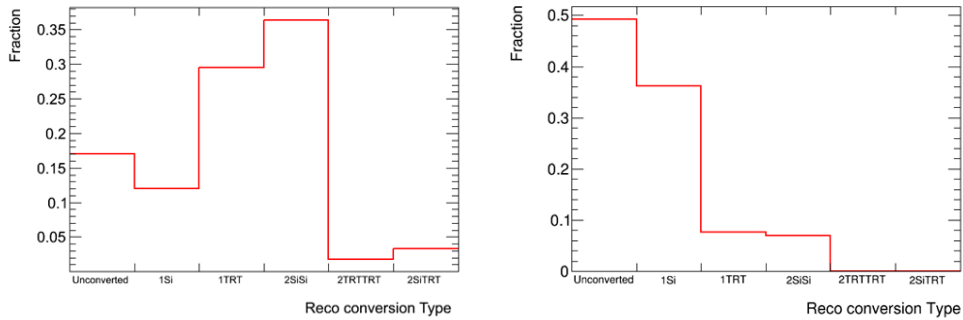 Fraction
0.35
0.3
0.25
0.2
0.15
0.1
0.05
Unconverted 1Si 1TRT 2SiSi 2TRTTRT 2SiTRT
Reco conversion Type
Fraction
0.5
0.4
0.3
0.2
0.1
0
Unconverted 1Si 1TRT 2SiSi 2TRTTRT 2SiTRT
Reco conversion Type